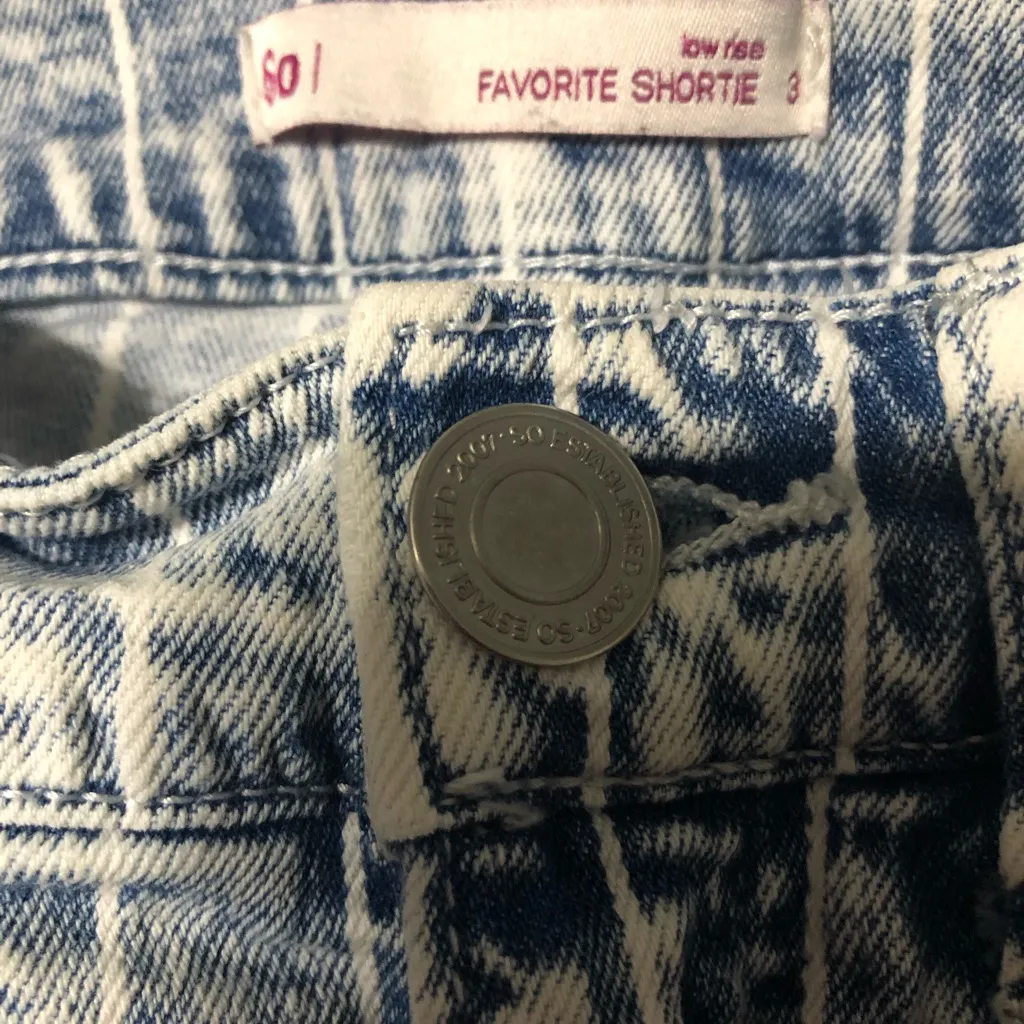 SO/
low rise
FAVORITE SHORTIE 3
SO ESTABLISHED 2007·SO ESTABLISHED 2007·